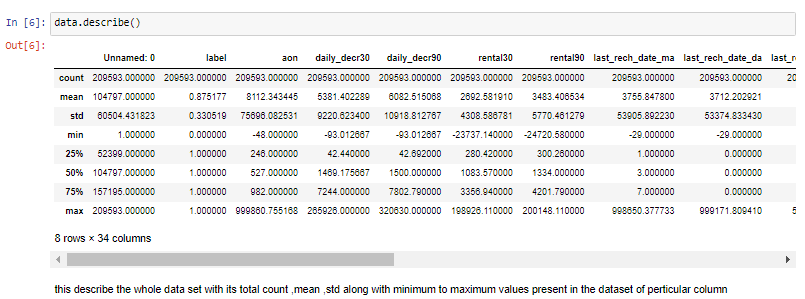 In [6]: data.describe()
Out[6]:
Unnamed: 0 label aon daily_decr30 daily_decr90 rental30 rental90 last_rech_date_ma last_rech_date_da last_r
count 209593.000000 209593.000000 209593.000000 209593.000000 209593.000000 209593.000000 209593.000000 209593.000000 209593.000000 20
mean 104797.000000 0.875177 8112.343445 5381.402289 6082.515068 2692.581910 3483.406534 3755.847800 3712.202921
std 60504.431823 0.330519 75696.082531 9220.623400 10918.812767 4308.586781 5770.461279 53905.892230 53374.833430
min 1.000000 0.000000 -48.000000 -93.012667 -93.012667 -23737.140000 -24720.580000 -29.000000 -29.000000
25% 52399.000000 1.000000 246.000000 42.440000 42.692000 280.420000 300.260000 1.000000 0.000000
50% 104797.000000 1.000000 527.000000 1469.175667 1500.000000 1083.570000 1334.000000 3.000000 0.000000
75% 157195.000000 1.000000 982.000000 7244.000000 7802.790000 3356.940000 4201.790000 7.000000 0.000000
max 209593.000000 1.000000 999860.755168 265926.000000 320630.000000 198926.110000 200148.110000 998650.377733 999171.809410 5
8 rows × 34 columns
this describe the whole data set with its total count ,mean ,std along with minimum to maximum values present in the dataset of perticular column